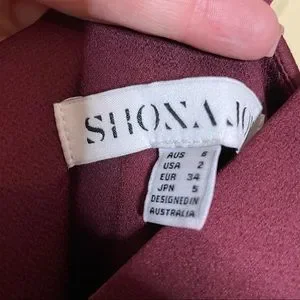 SHONA JO
AUS 6
USA 2
EUR 34
JPN 5
DESIGNED IN
AUSTRALIA